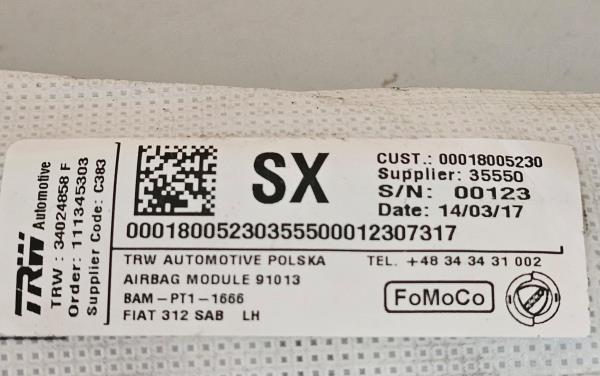 TRW Automotive
TRW : 34024858 F
Order: 111345303
Supplier Code: C383
SX
CUST.: 00018005230
Supplier: 35550
S/N: 00123
Date: 14/03/17
000180052303555500012307317
TRW AUTOMOTIVE POLSKA TEL. +48 34 34 31 002
AIRBAG MODULE 91013
BAM-PT1-1666
FIAT 312 SAB LH
FoMoCo